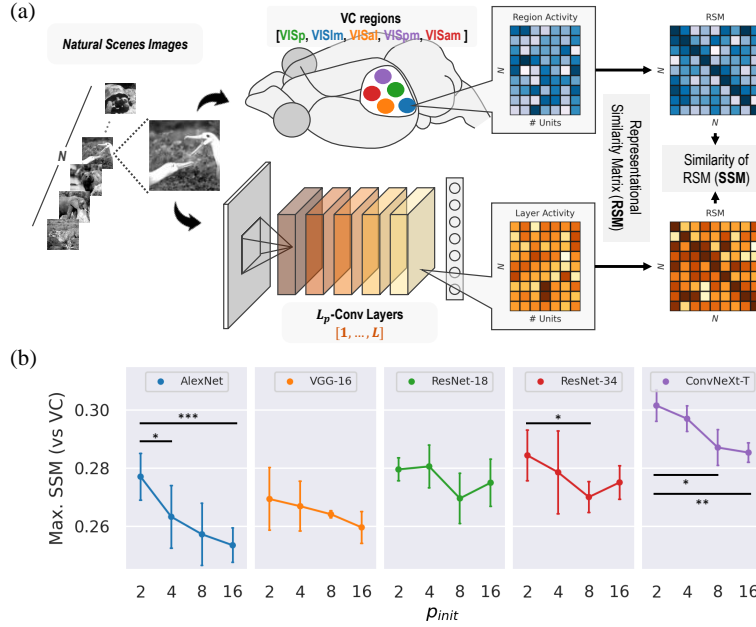 (a)
Natural Scenes Images
N
VC regions
[VISp, VISlm, VISal, VISpm, VISam]
Region Activity
N
# Units
RSM
N
N
Representational
Similarity Matrix (RSM)
Similarity of
RSM (SSM)
Lp-Conv Layers
[1, ..., L]
Layer Activity
N
# Units
RSM
N
N
(b)
Max. SSM (vs VC)
0.30
0.28
0.26
AlexNet
***
*
2 4 8 16
VGG-16
2 4 8 16
ResNet-18
2 4 8 16
ResNet-34
*
2 4 8 16
ConvNeXt-T
*
**
2 4 8 16
p_init